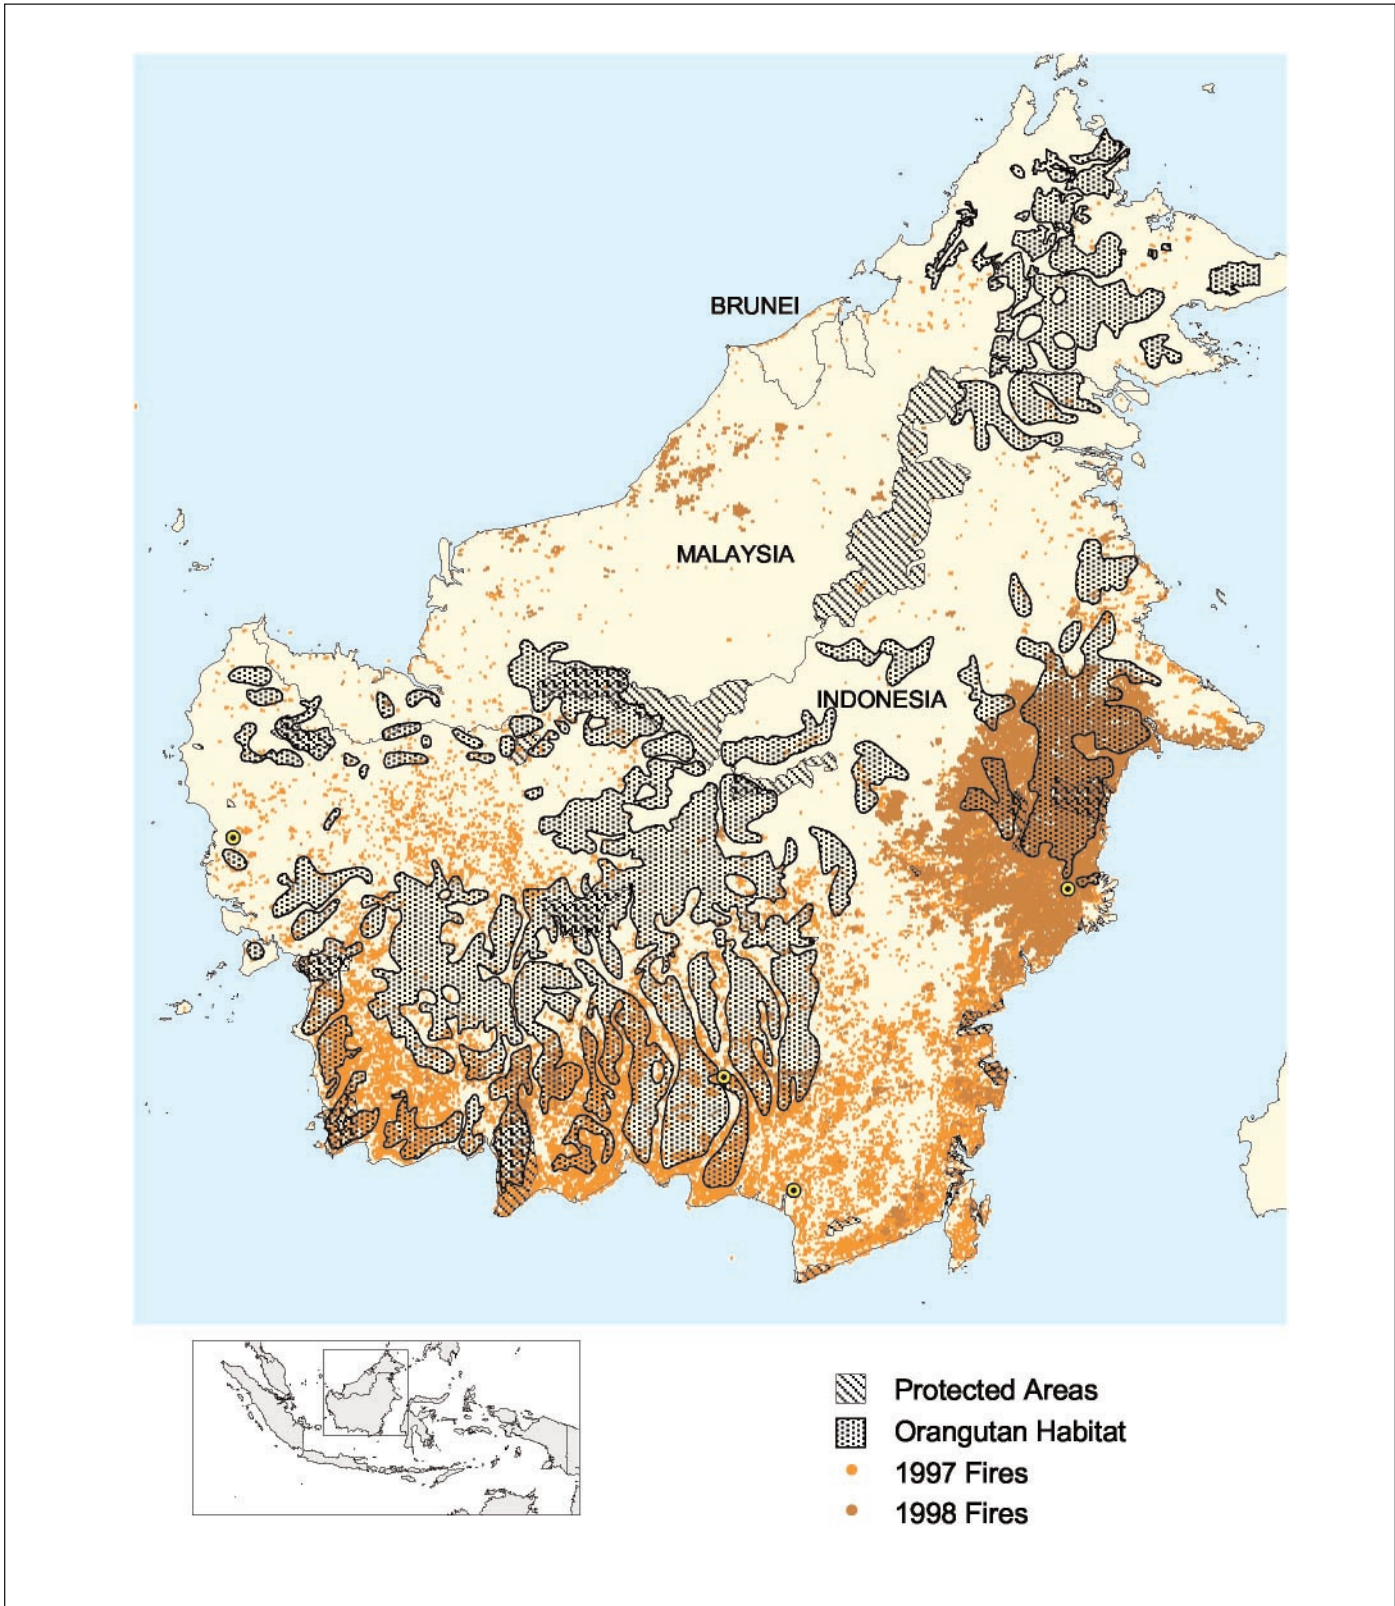 BRUNEI
MALAYSIA
INDONESIA
Protected Areas
Orangutan Habitat
1997 Fires
1998 Fires